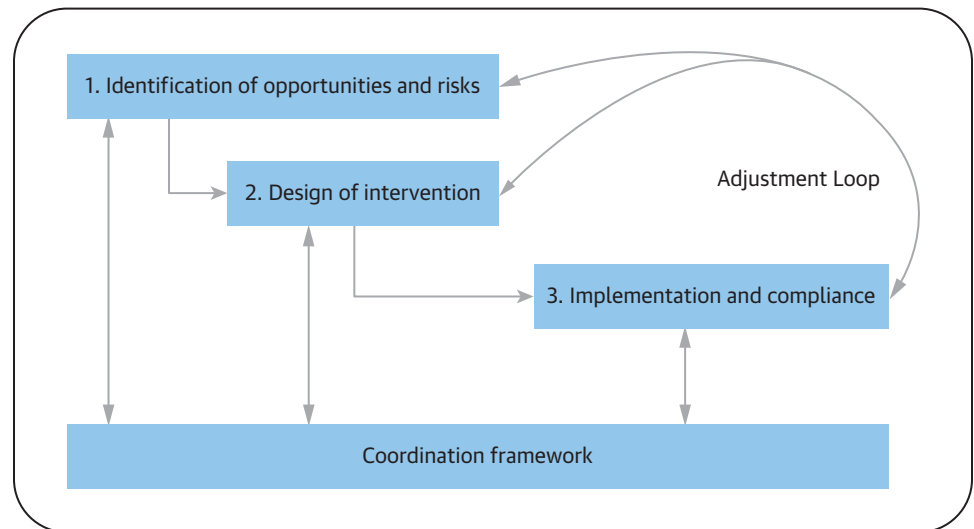 1. Identification of opportunities and risks
2. Design of intervention
Adjustment Loop
3. Implementation and compliance
Coordination framework